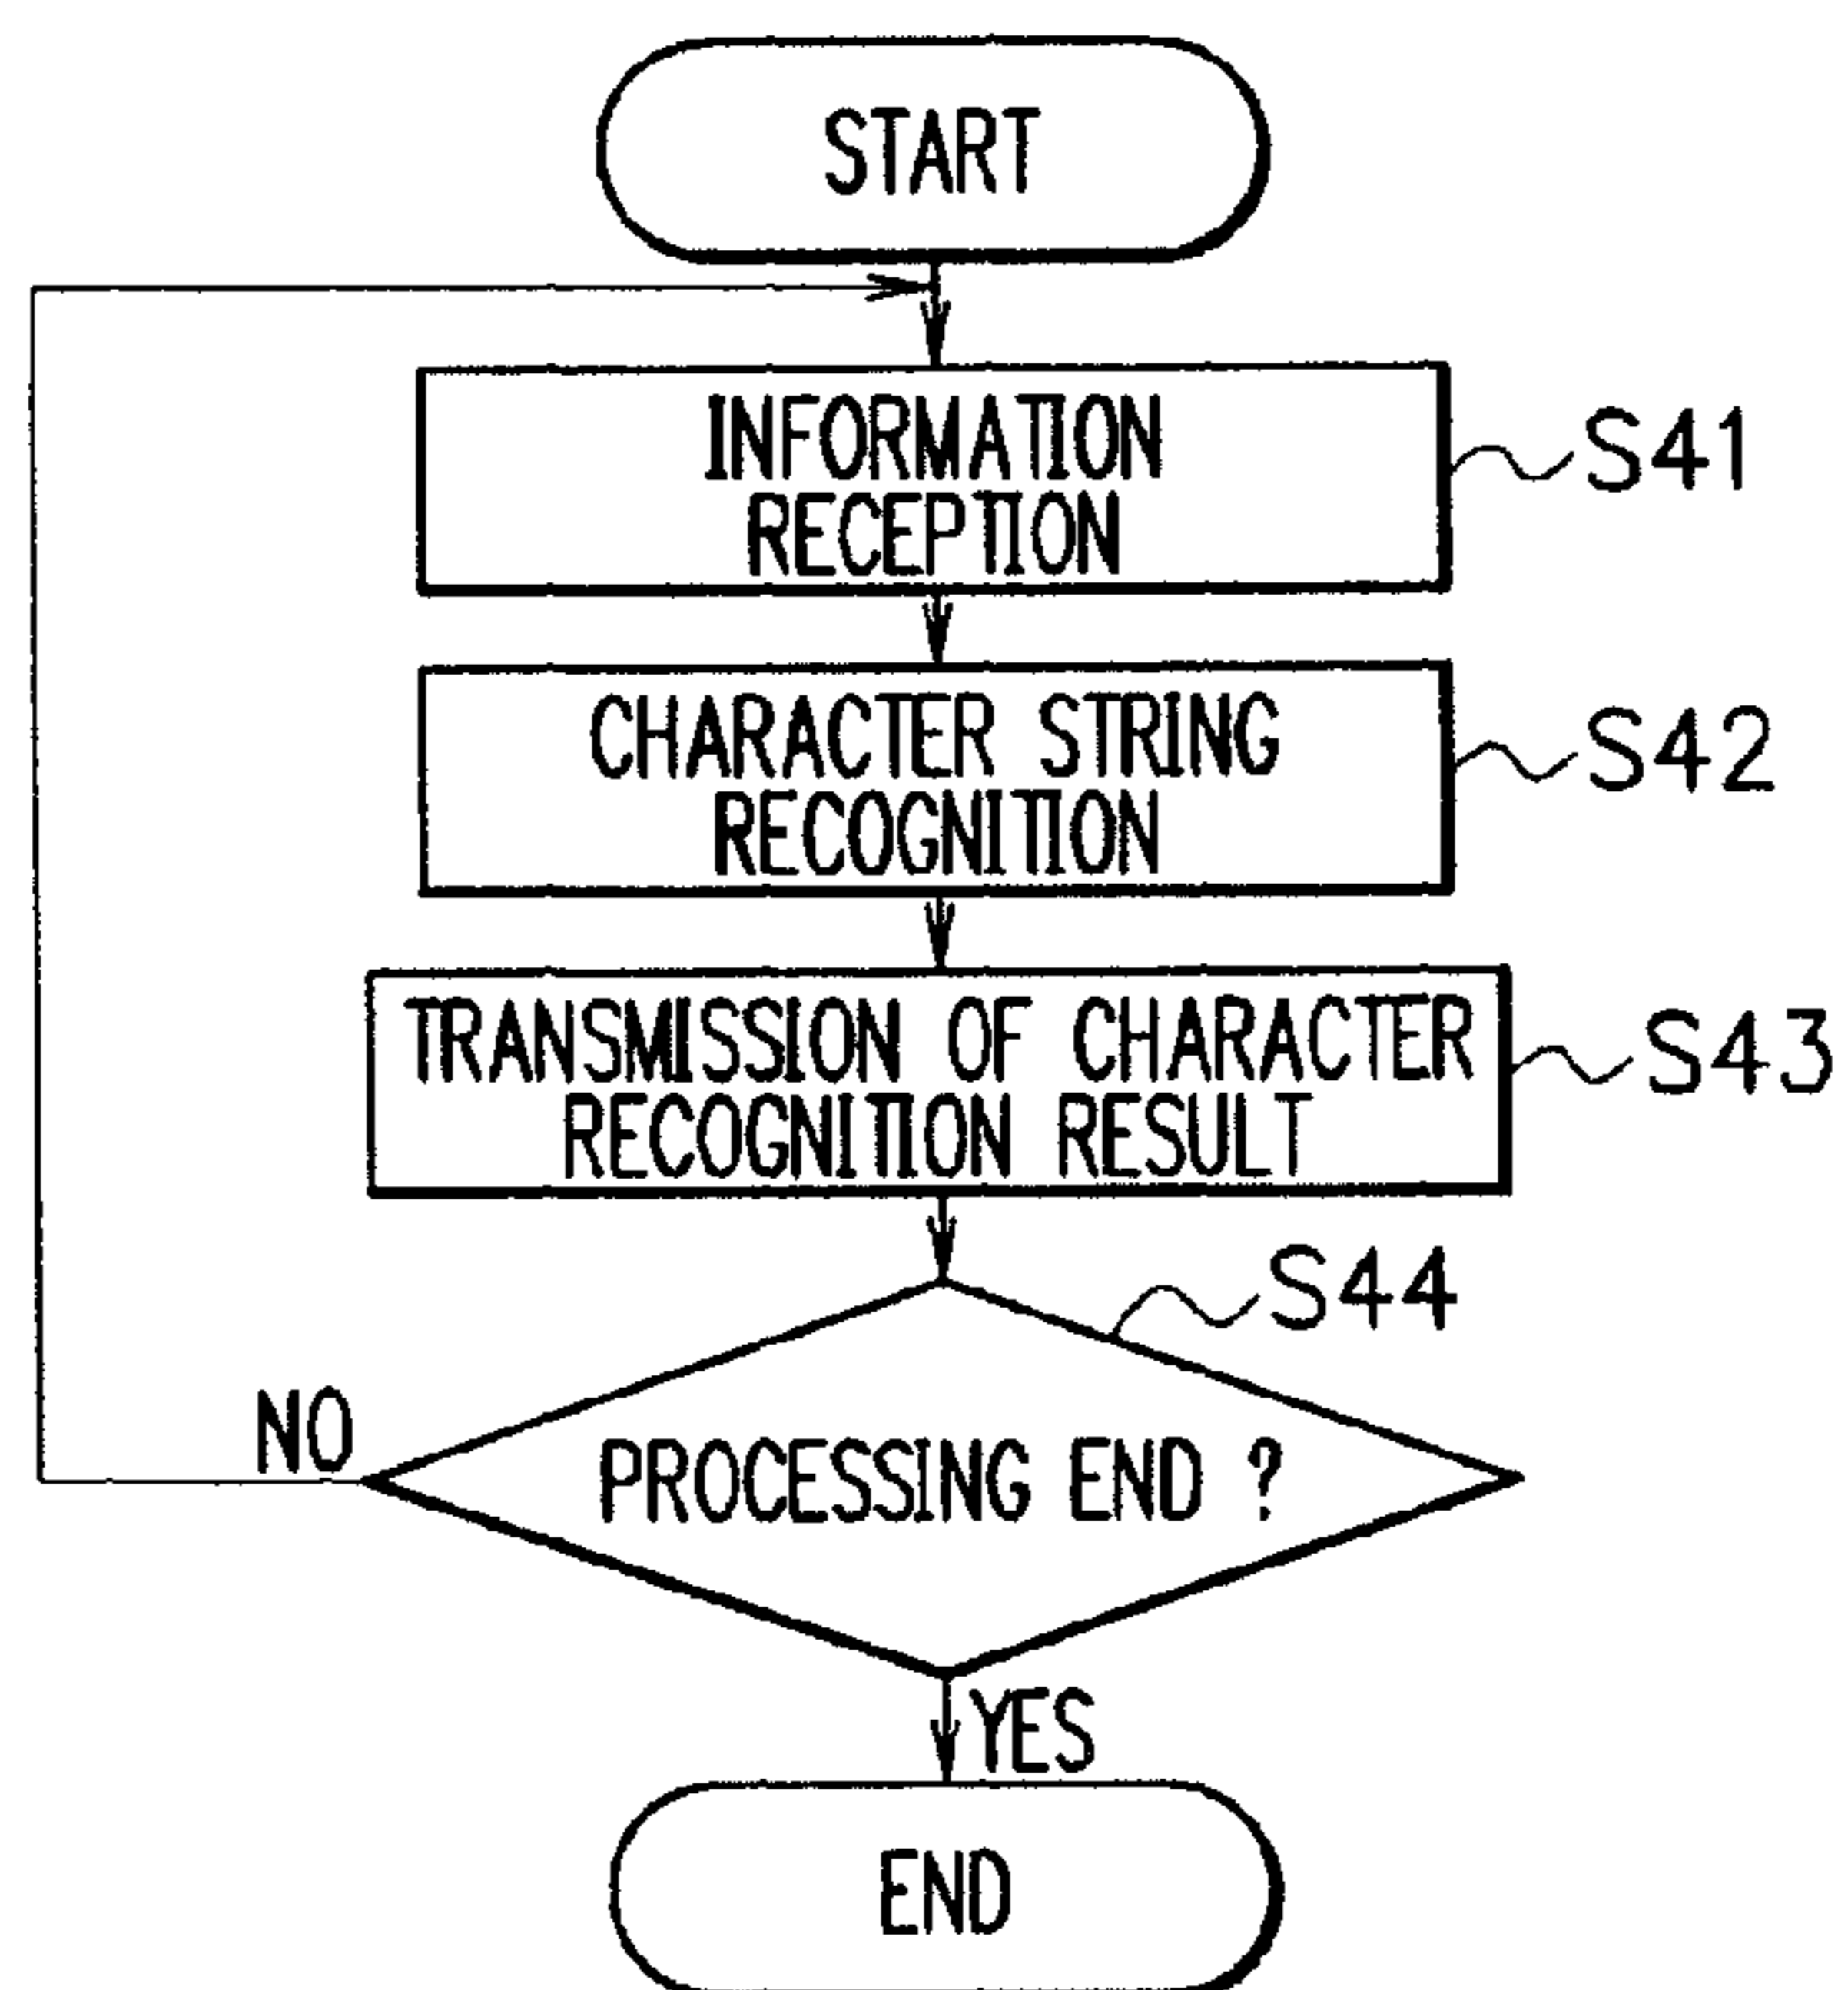 START
INFORMATION
RECEPTION
S41
CHARACTER STRING
RECOGNITION
S42
TRANSMISSION OF CHARACTER
RECOGNITION RESULT
S43
S44
NO
PROCESSING END ?
YES
END